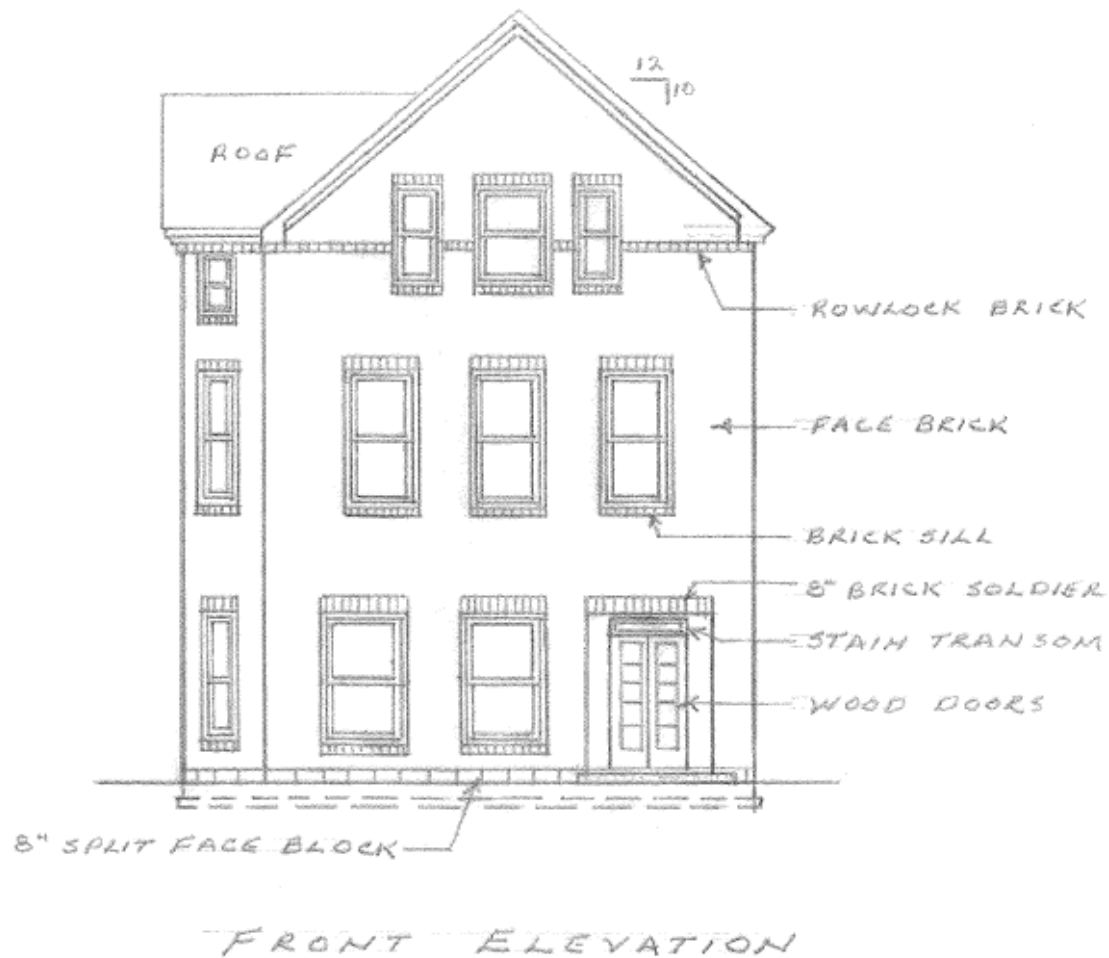 12
10
ROOF
ROWLOCK BRICK
FACE BRICK
BRICK SILL
8" BRICK SOLDIER
STAIN TRANSOM
WOOD DOORS
8" SPLIT FACE BLOCK
FRONT ELEVATION